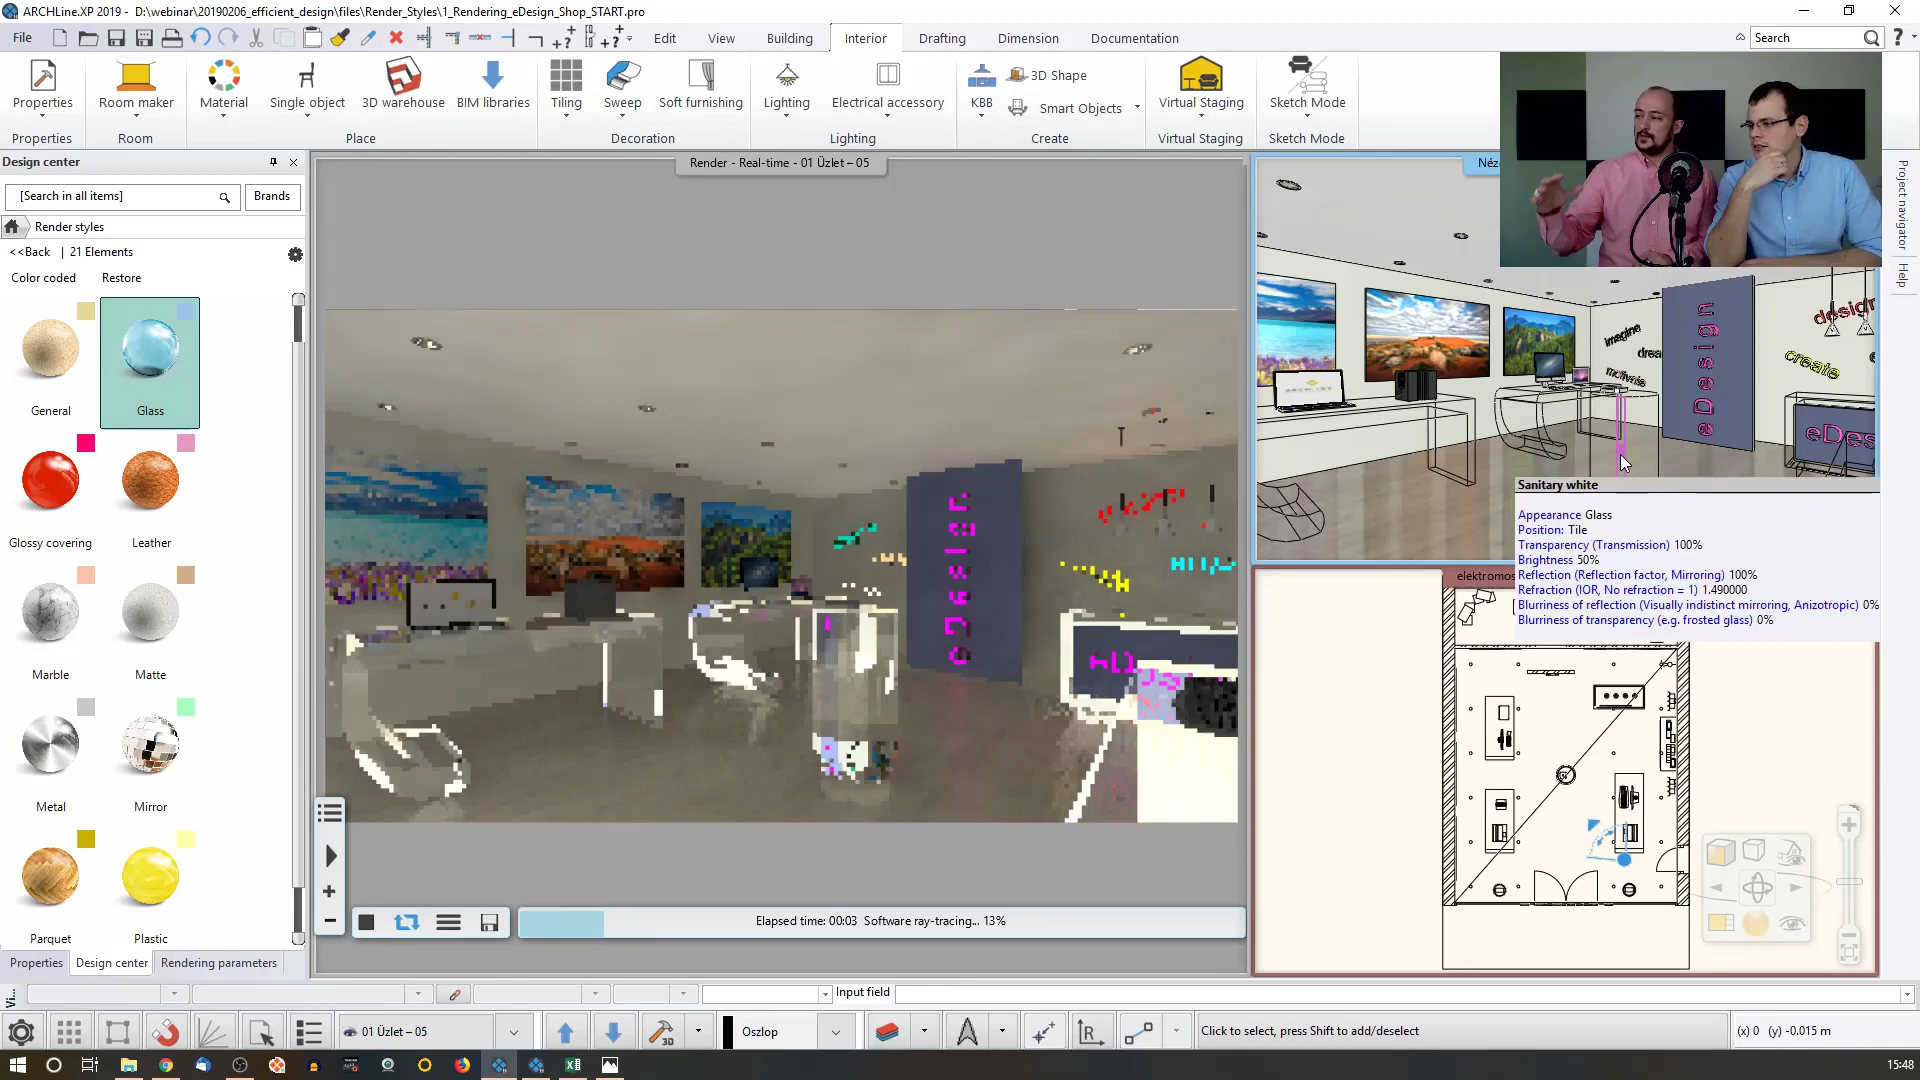 ARCHLine.XP 2019 - D:\webinar\20190206_efficient_design\files\Render_Styles\1_Rendering_eDesign_Shop_START.pro
File
Edit
View
Building
Interior
Drafting
Dimension
Documentation
Search
?
Properties
Room maker
Material
Single object
3D warehouse
BIM libraries
Tiling
Sweep
Soft furnishing
Lighting
Electrical accessory
KBB
3D Shape
Smart Objects
Virtual Staging
Sketch Mode
Properties
Room
Place
Decoration
Lighting
Create
Virtual Staging
Sketch Mode
Design center
[Search in all items]
Brands
Render styles
<<Back | 21 Elements
Color coded
Restore
General
Glass
Glossy covering
Leather
Marble
Matte
Metal
Mirror
Parquet
Plastic
Properties
Design center
Rendering parameters
Render - Real-time - 01 Üzlet – 05
Elapsed time: 00:03 Software ray-tracing... 13%
Project navigator
Help
imagine
motivate
eDesign
create
Sanitary white
Appearance Glass
Position: Tile
Transparency (Transmission) 100%
Brightness 50%
Reflection (Reflection factor, Mirroring) 100%
Refraction (IOR, No refraction = 1) 1.490000
Blurriness of reflection (Visually indistinct mirroring, Anizotropic) 0%
Blurriness of transparency (e.g. frosted glass) 0%
Input field
01 Üzlet – 05
3D
Oszlop
R
Click to select, press Shift to add/deselect
(x) 0 (y) -0.015 m
15:48